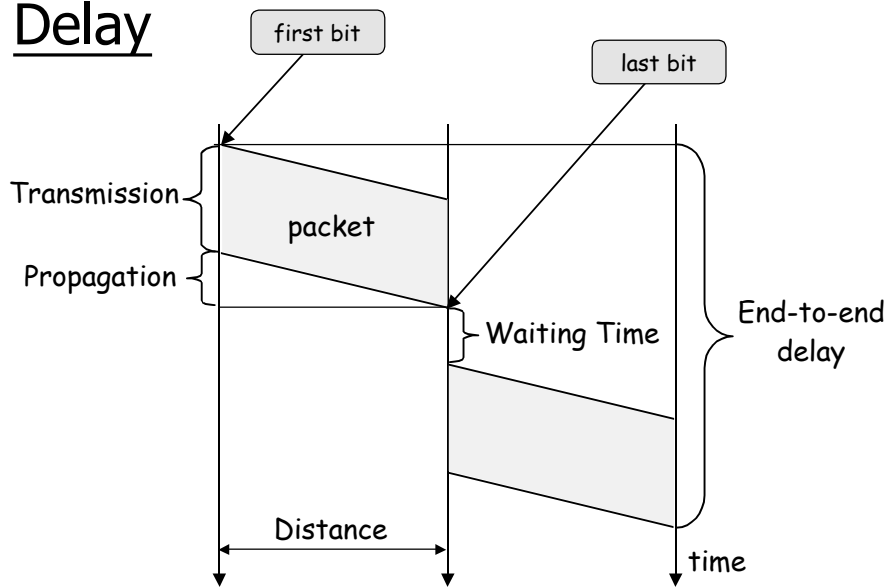 Delay
first bit
last bit
Transmission
packet
Propagation
Waiting Time
End-to-end
delay
Distance
time